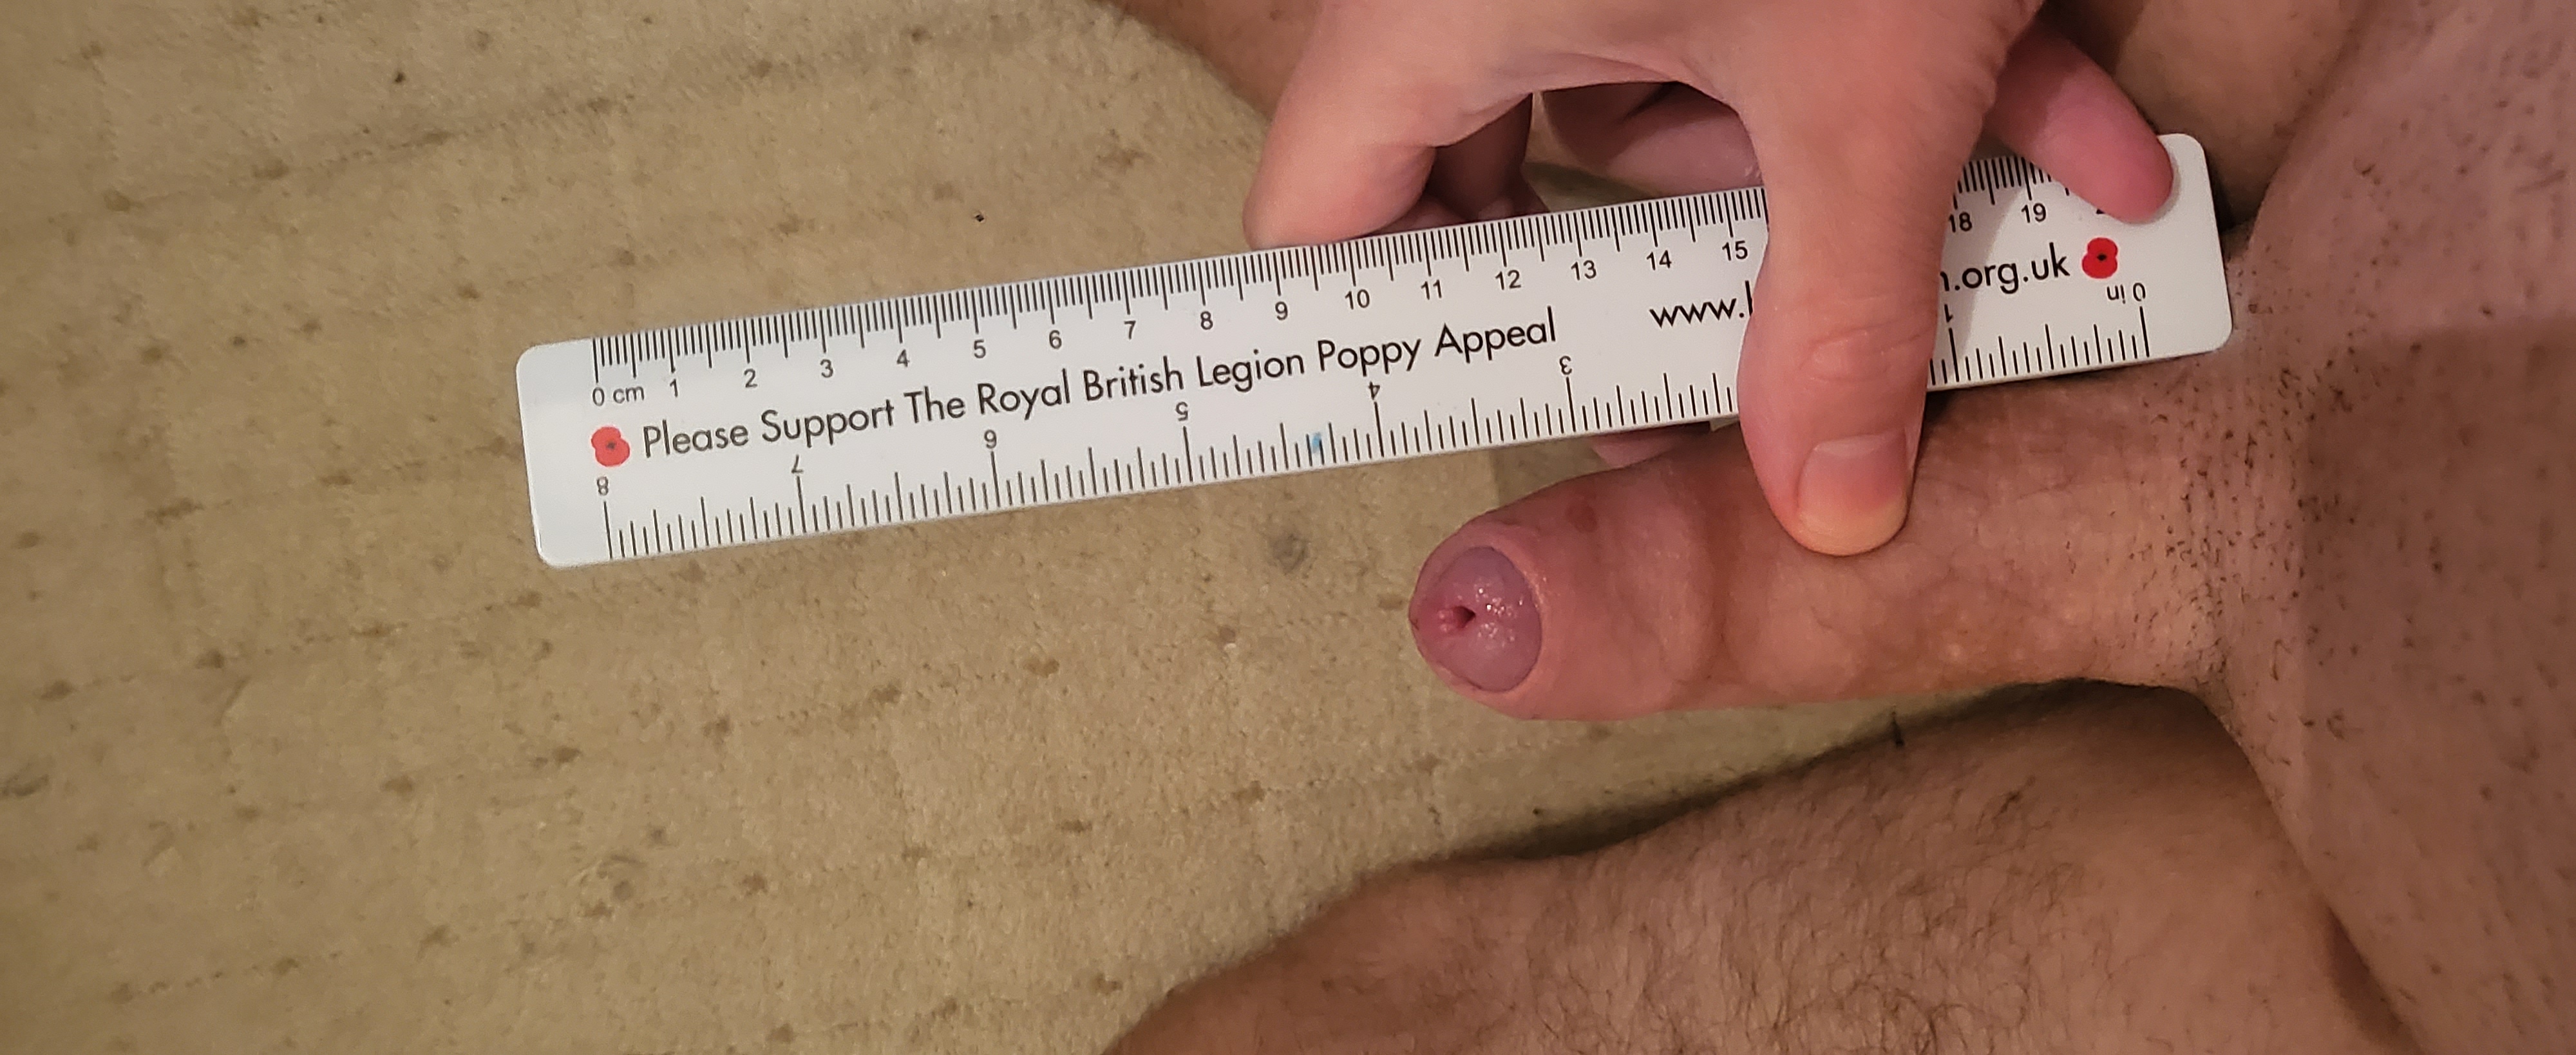 0 cm 1 2 3 4 5 6 7 8 9 10 11 12 13 14 15 18 19
Please Support The Royal British Legion Poppy Appeal www. .org.uk
8 7 6 5 4 3 1 0 in